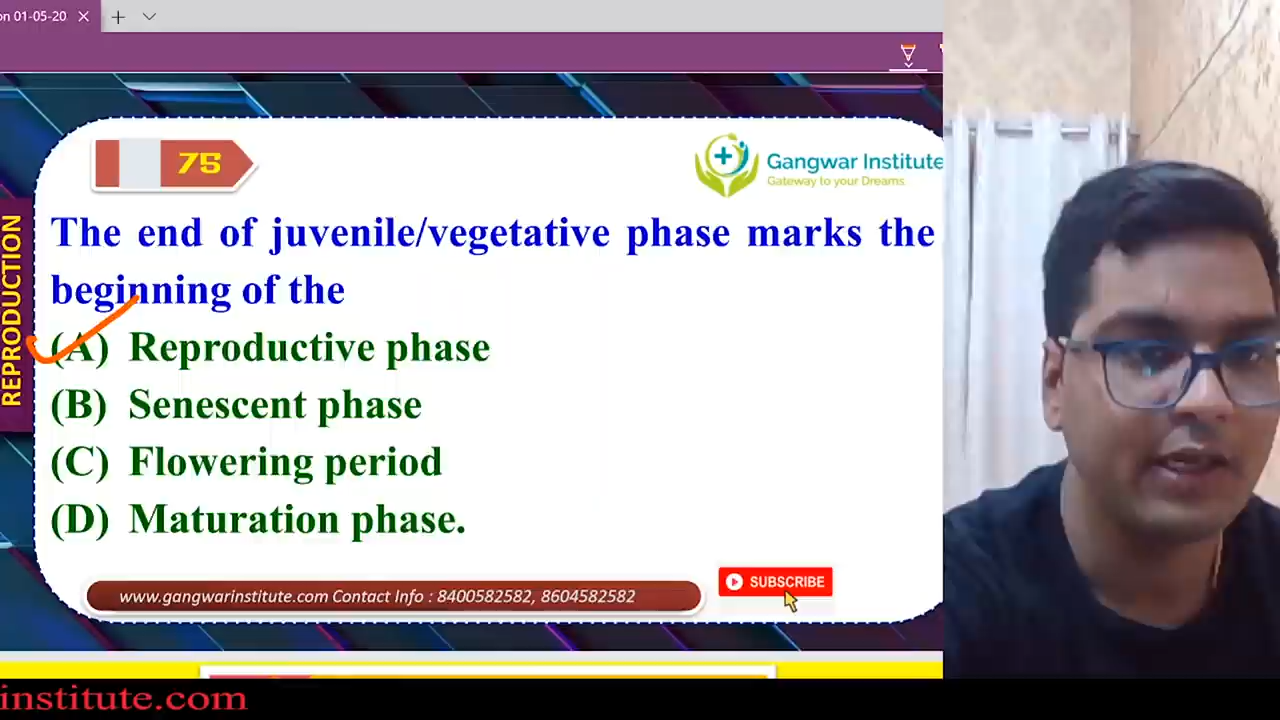 on 01-05-20
75
Gangwar Institute
Gateway to your Dreams.
REPRODUCTION
The end of juvenile/vegetative phase marks the
beginning of the
(A) Reproductive phase
(B) Senescent phase
(C) Flowering period
(D) Maturation phase.
www.gangwarinstitute.com Contact Info : 8400582582, 8604582582
SUBSCRIBE
institute.com